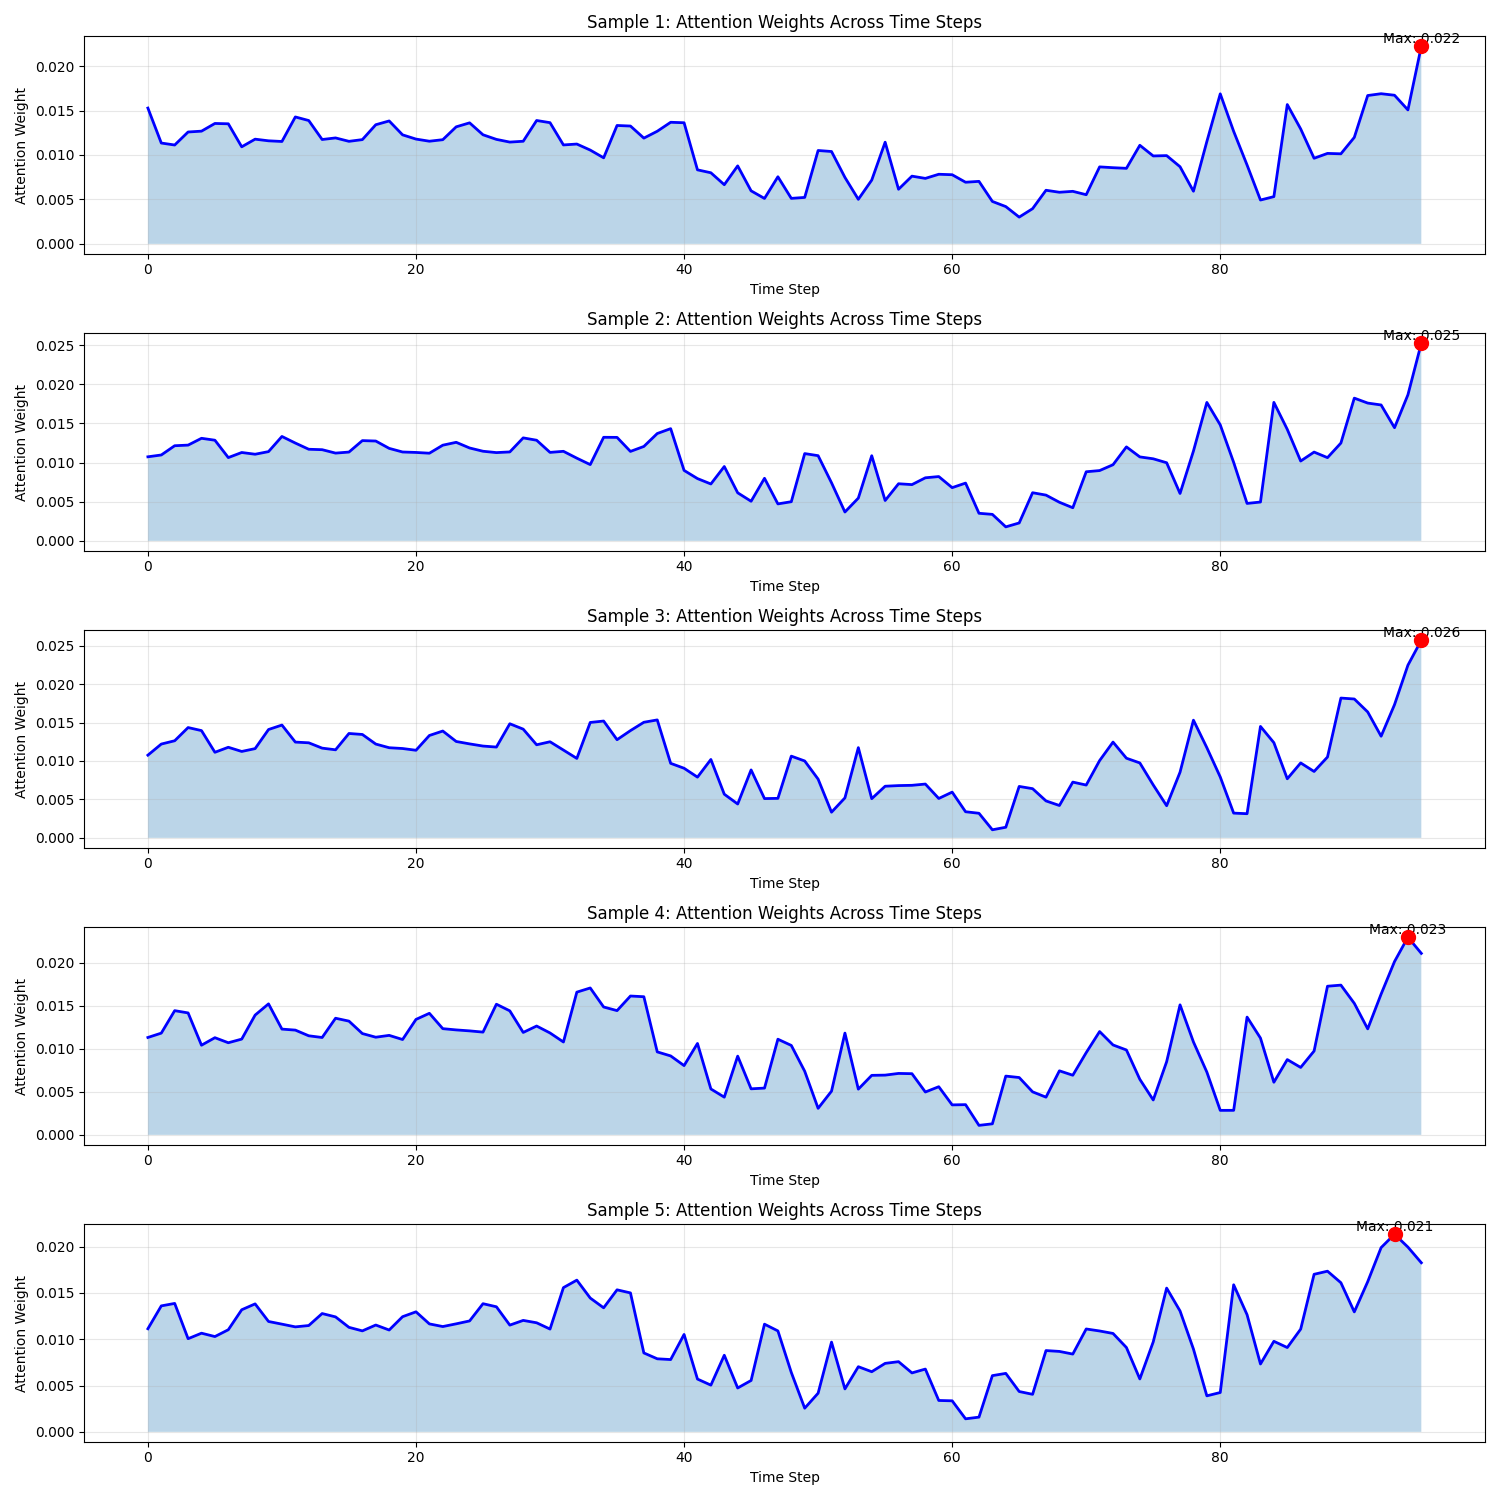 Sample 1: Attention Weights Across Time Steps
Max: 0.022
0.020
0.015
0.010
0.005
0.000
Attention Weight
0 20 40 60 80
Time Step
Sample 2: Attention Weights Across Time Steps
Max: 0.025
0.025
0.020
0.015
0.010
0.005
0.000
Attention Weight
0 20 40 60 80
Time Step
Sample 3: Attention Weights Across Time Steps
Max: 0.026
0.025
0.020
0.015
0.010
0.005
0.000
Attention Weight
0 20 40 60 80
Time Step
Sample 4: Attention Weights Across Time Steps
Max: 0.023
0.020
0.015
0.010
0.005
0.000
Attention Weight
0 20 40 60 80
Time Step
Sample 5: Attention Weights Across Time Steps
Max: 0.021
0.020
0.015
0.010
0.005
0.000
Attention Weight
0 20 40 60 80
Time Step